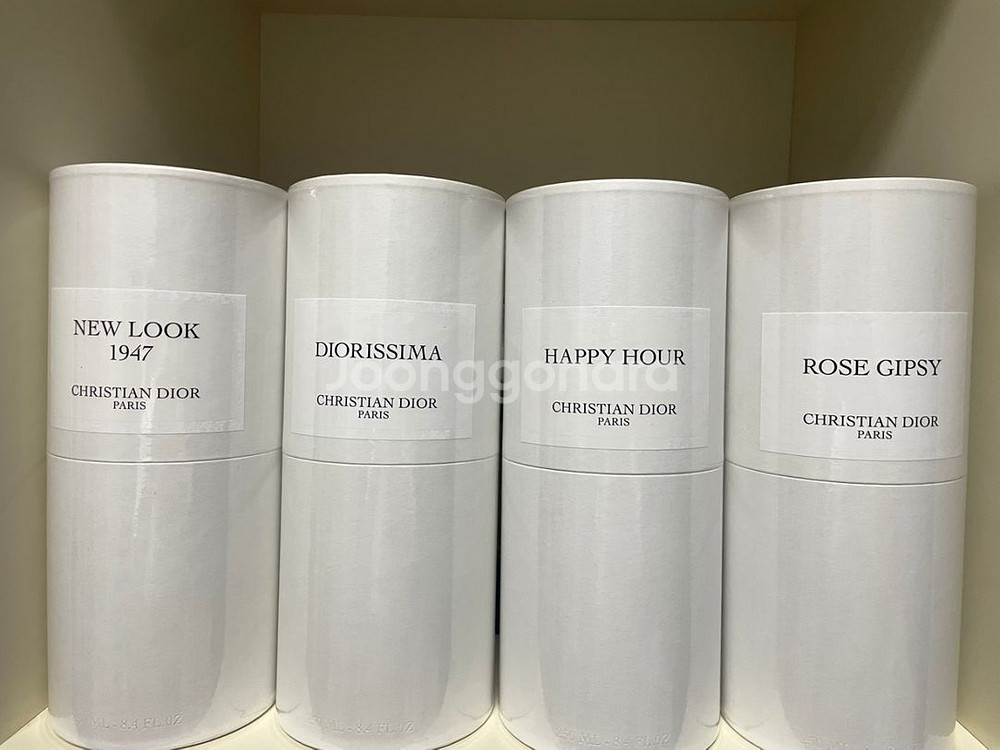 NEW LOOK
1947
CHRISTIAN DIOR
PARIS
DIORISSIMA
CHRISTIAN DIOR
PARIS
HAPPY HOUR
CHRISTIAN DIOR
PARIS
ROSE GIPSY
CHRISTIAN DIOR
PARIS
Joonggonara